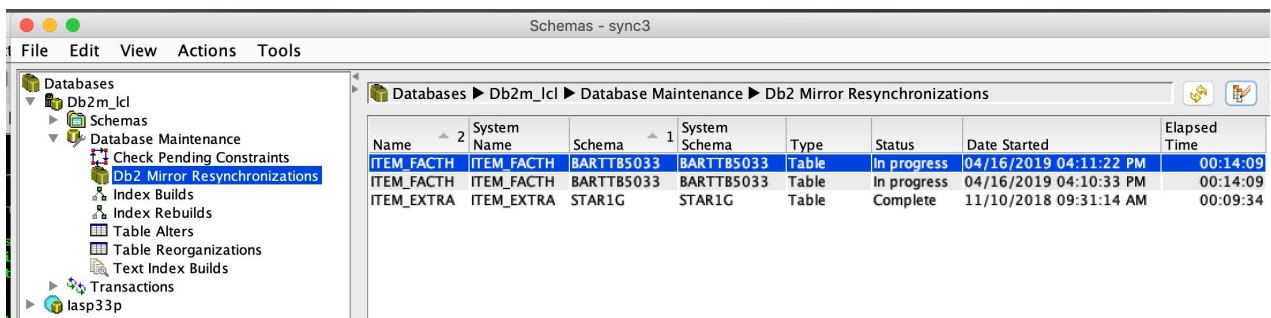 Schemas - sync3
File Edit View Actions Tools
Databases
Db2m_lcl
Schemas
Database Maintenance
Check Pending Constraints
Db2 Mirror Resynchronizations
Index Builds
Index Rebuilds
Table Alters
Table Reorganizations
Text Index Builds
Transactions
Iasp33p
Databases ▶ Db2m_lcl ▶ Database Maintenance ▶ Db2 Mirror Resynchronizations
Name 2 System Name Schema 1 System Schema Type Status Date Started Elapsed Time
ITEM_FACTH ITEM_FACTH BARTTB5033 BARTTB5033 Table In progress 04/16/2019 04:11:22 PM 00:14:09
ITEM_FACTH ITEM_FACTH BARTTB5033 BARTTB5033 Table In progress 04/16/2019 04:10:33 PM 00:14:09
ITEM_EXTRA ITEM_EXTRA STAR1G STAR1G Table Complete 11/10/2018 09:31:14 AM 00:09:34